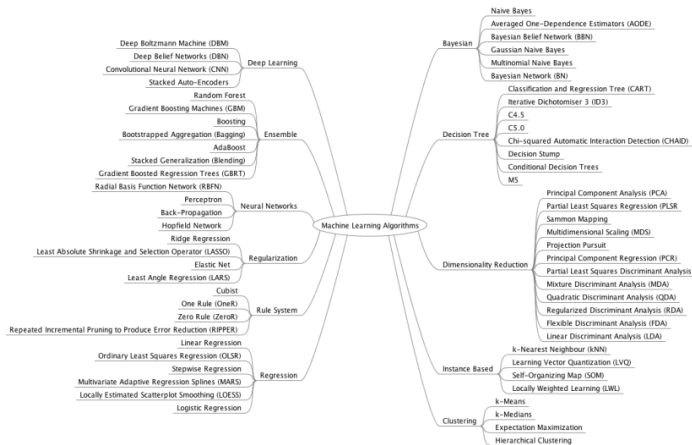 Machine Learning Algorithms
Deep Learning
Deep Boltzmann Machine (DBM)
Deep Belief Networks (DBN)
Convolutional Neural Network (CNN)
Stacked Auto-Encoders
Ensemble
Random Forest
Gradient Boosting Machines (GBM)
Boosting
Bootstrapped Aggregation (Bagging)
AdaBoost
Stacked Generalization (Blending)
Gradient Boosted Regression Trees (GBRT)
Neural Networks
Radial Basis Function Network (RBFN)
Perceptron
Back-Propagation
Hopfield Network
Regularization
Ridge Regression
Least Absolute Shrinkage and Selection Operator (LASSO)
Elastic Net
Least Angle Regression (LARS)
Rule System
Cubist
One Rule (OneR)
Zero Rule (ZeroR)
Repeated Incremental Pruning to Produce Error Reduction (RIPPER)
Regression
Linear Regression
Ordinary Least Squares Regression (OLSR)
Stepwise Regression
Multivariate Adaptive Regression Splines (MARS)
Locally Estimated Scatterplot Smoothing (LOESS)
Logistic Regression
Bayesian
Naive Bayes
Averaged One-Dependence Estimators (AODE)
Bayesian Belief Network (BBN)
Gaussian Naive Bayes
Multinomial Naive Bayes
Bayesian Network (BN)
Decision Tree
Classification and Regression Tree (CART)
Iterative Dichotomiser 3 (ID3)
C4.5
C5.0
Chi-squared Automatic Interaction Detection (CHAID)
Decision Stump
Conditional Decision Trees
M5
Dimensionality Reduction
Principal Component Analysis (PCA)
Partial Least Squares Regression (PLSR
Sammon Mapping
Multidimensional Scaling (MDS)
Projection Pursuit
Principal Component Regression (PCR)
Partial Least Squares Discriminant Analysis
Mixture Discriminant Analysis (MDA)
Quadratic Discriminant Analysis (QDA)
Regularized Discriminant Analysis (RDA)
Flexible Discriminant Analysis (FDA)
Linear Discriminant Analysis (LDA)
Instance Based
k-Nearest Neighbour (kNN)
Learning Vector Quantization (LVQ)
Self-Organizing Map (SOM)
Locally Weighted Learning (LWL)
Clustering
k-Means
k-Medians
Expectation Maximization
Hierarchical Clustering